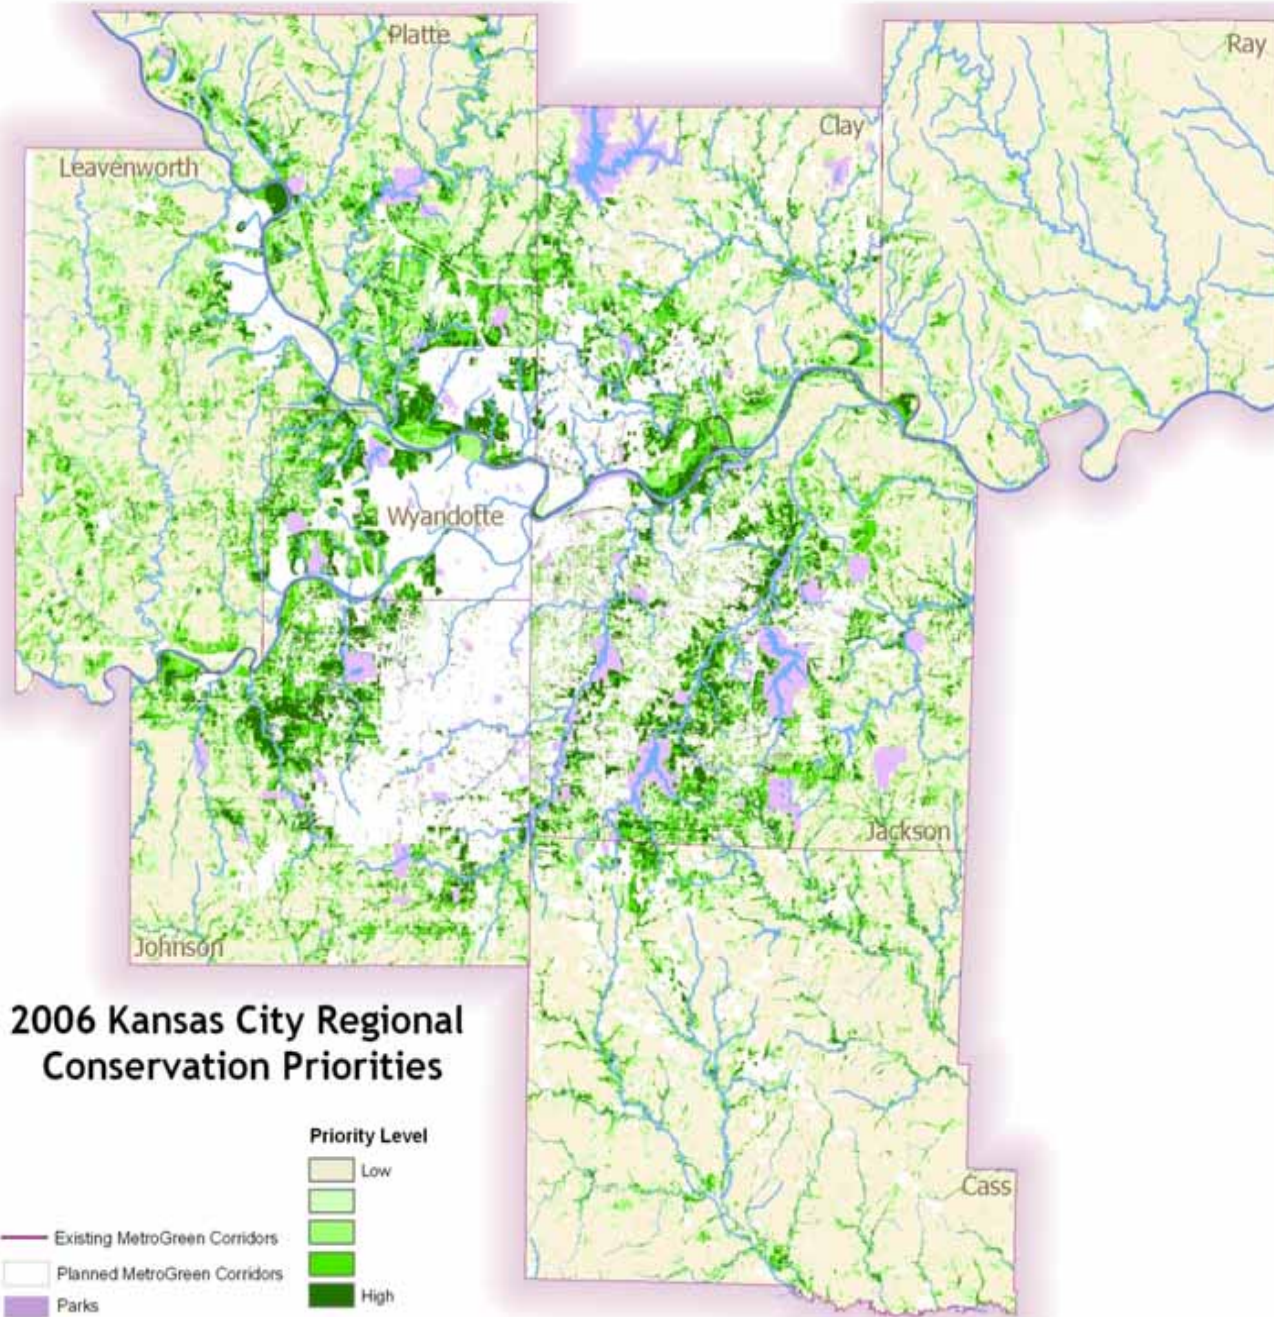 Platte
Ray
Clay
Leavenworth
Wyandotte
Jackson
Johnson
2006 Kansas City Regional
Conservation Priorities
Priority Level
Low
Cass
Existing MetroGreen Corridors
Planned MetroGreen Corridors
High
Parks